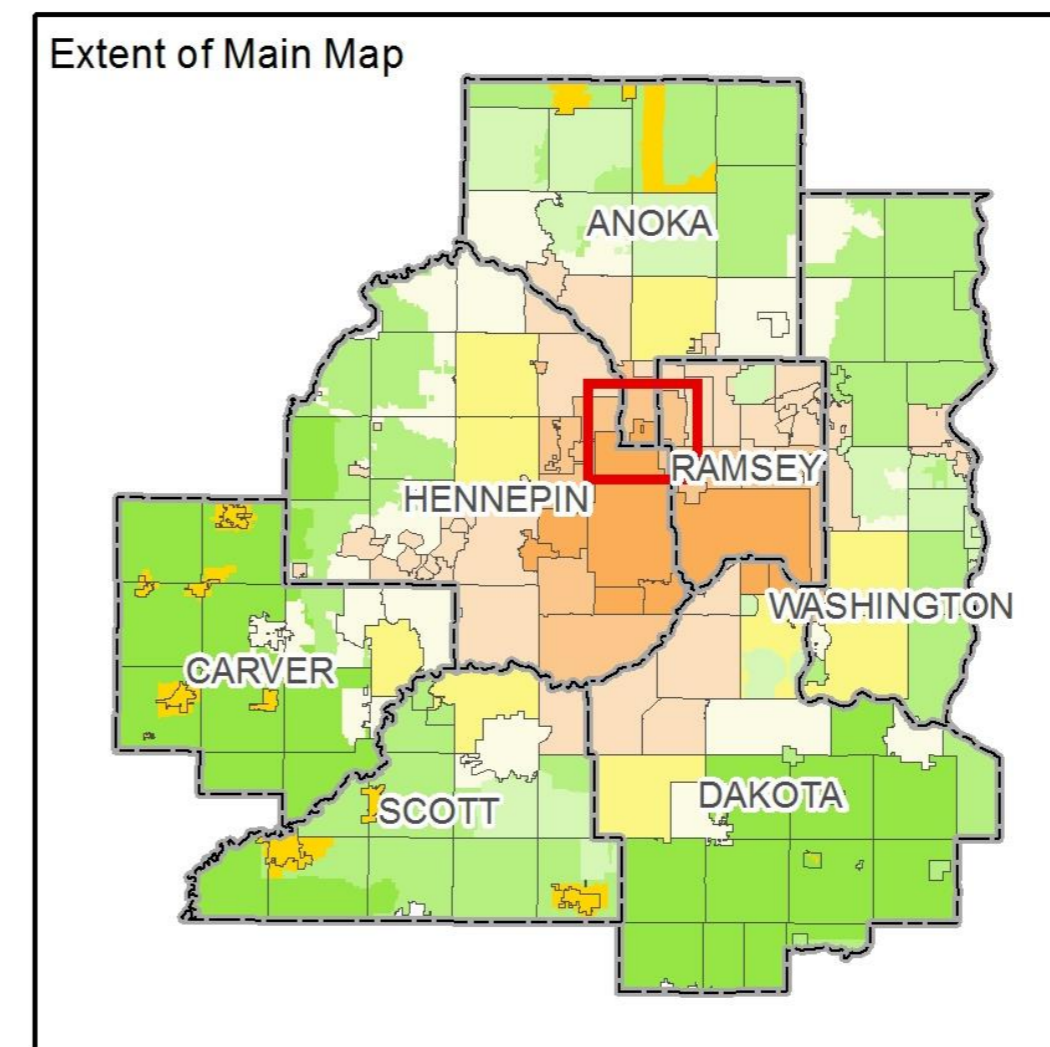 Extent of Main Map
ANOKA
RAMSEY
HENNEPIN
WASHINGTON
CARVER
DAKOTA
SCOTT